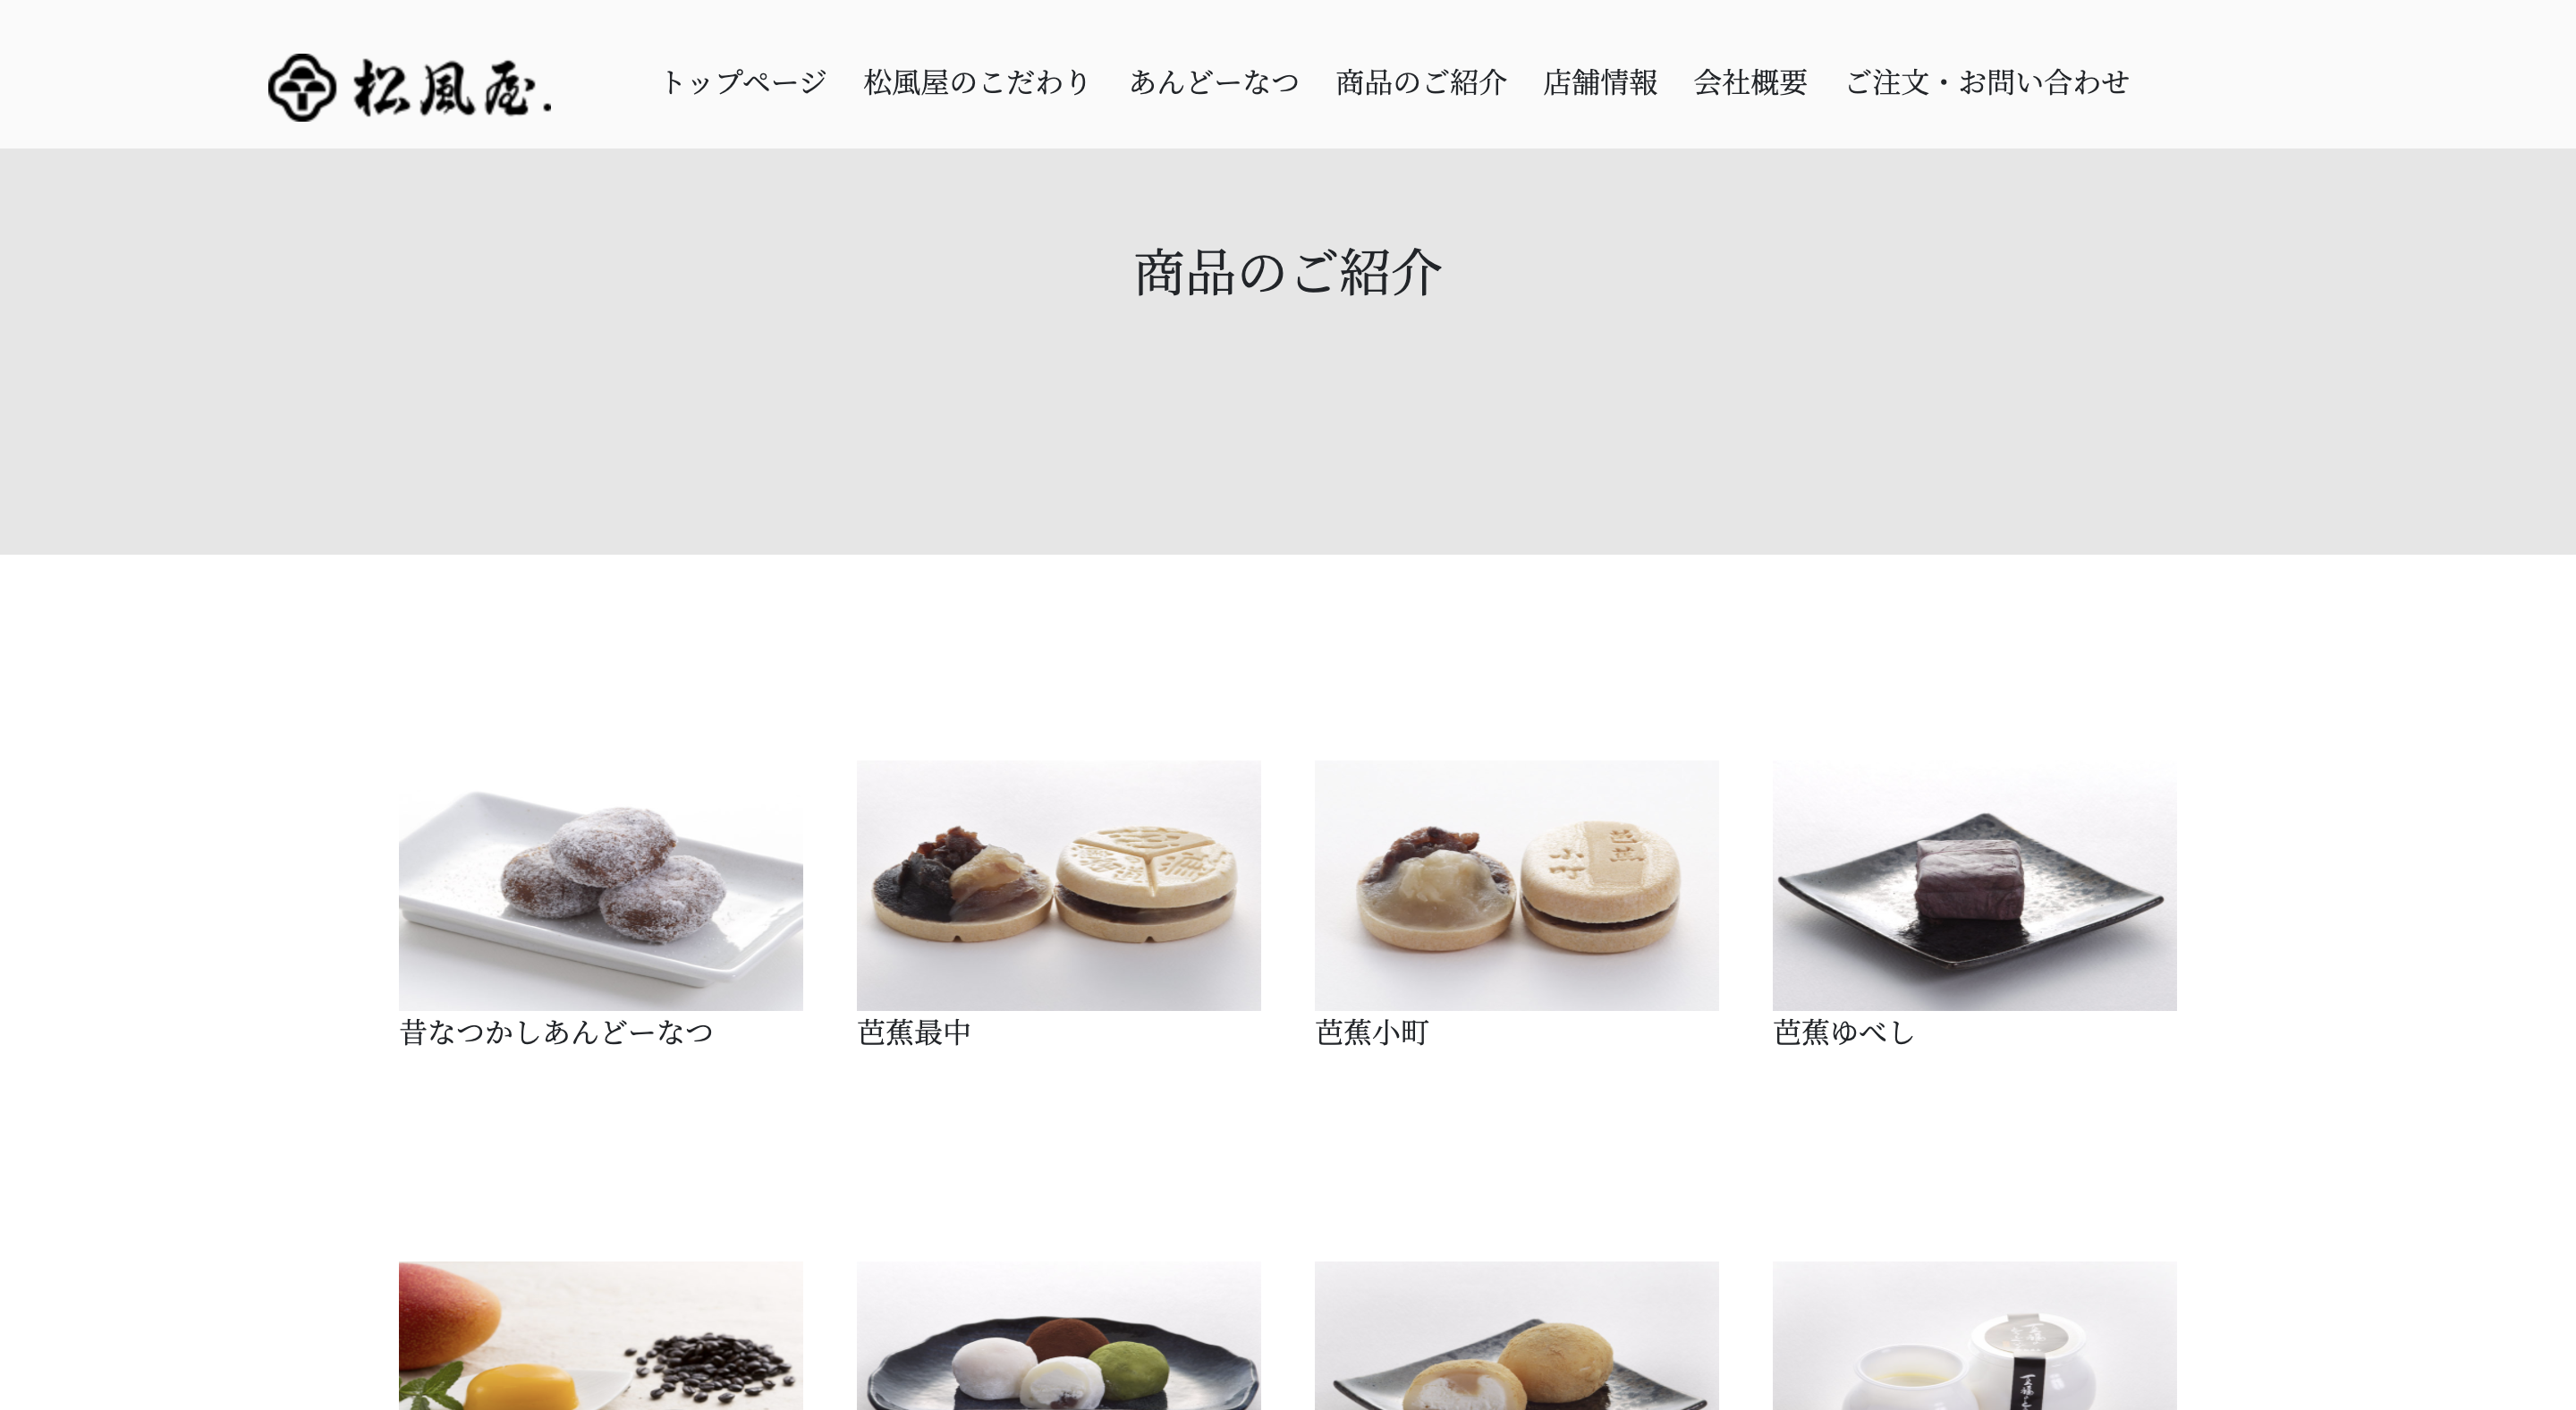 松風屋.
トップページ 松風屋のこだわり あんどーなつ 商品のご紹介 店舗情報 会社概要 ご注文・お問い合わせ
商品のご紹介
芭蕉
小町
昔なつかしあんどーなつ 芭蕉最中 芭蕉小町 芭蕉ゆべし